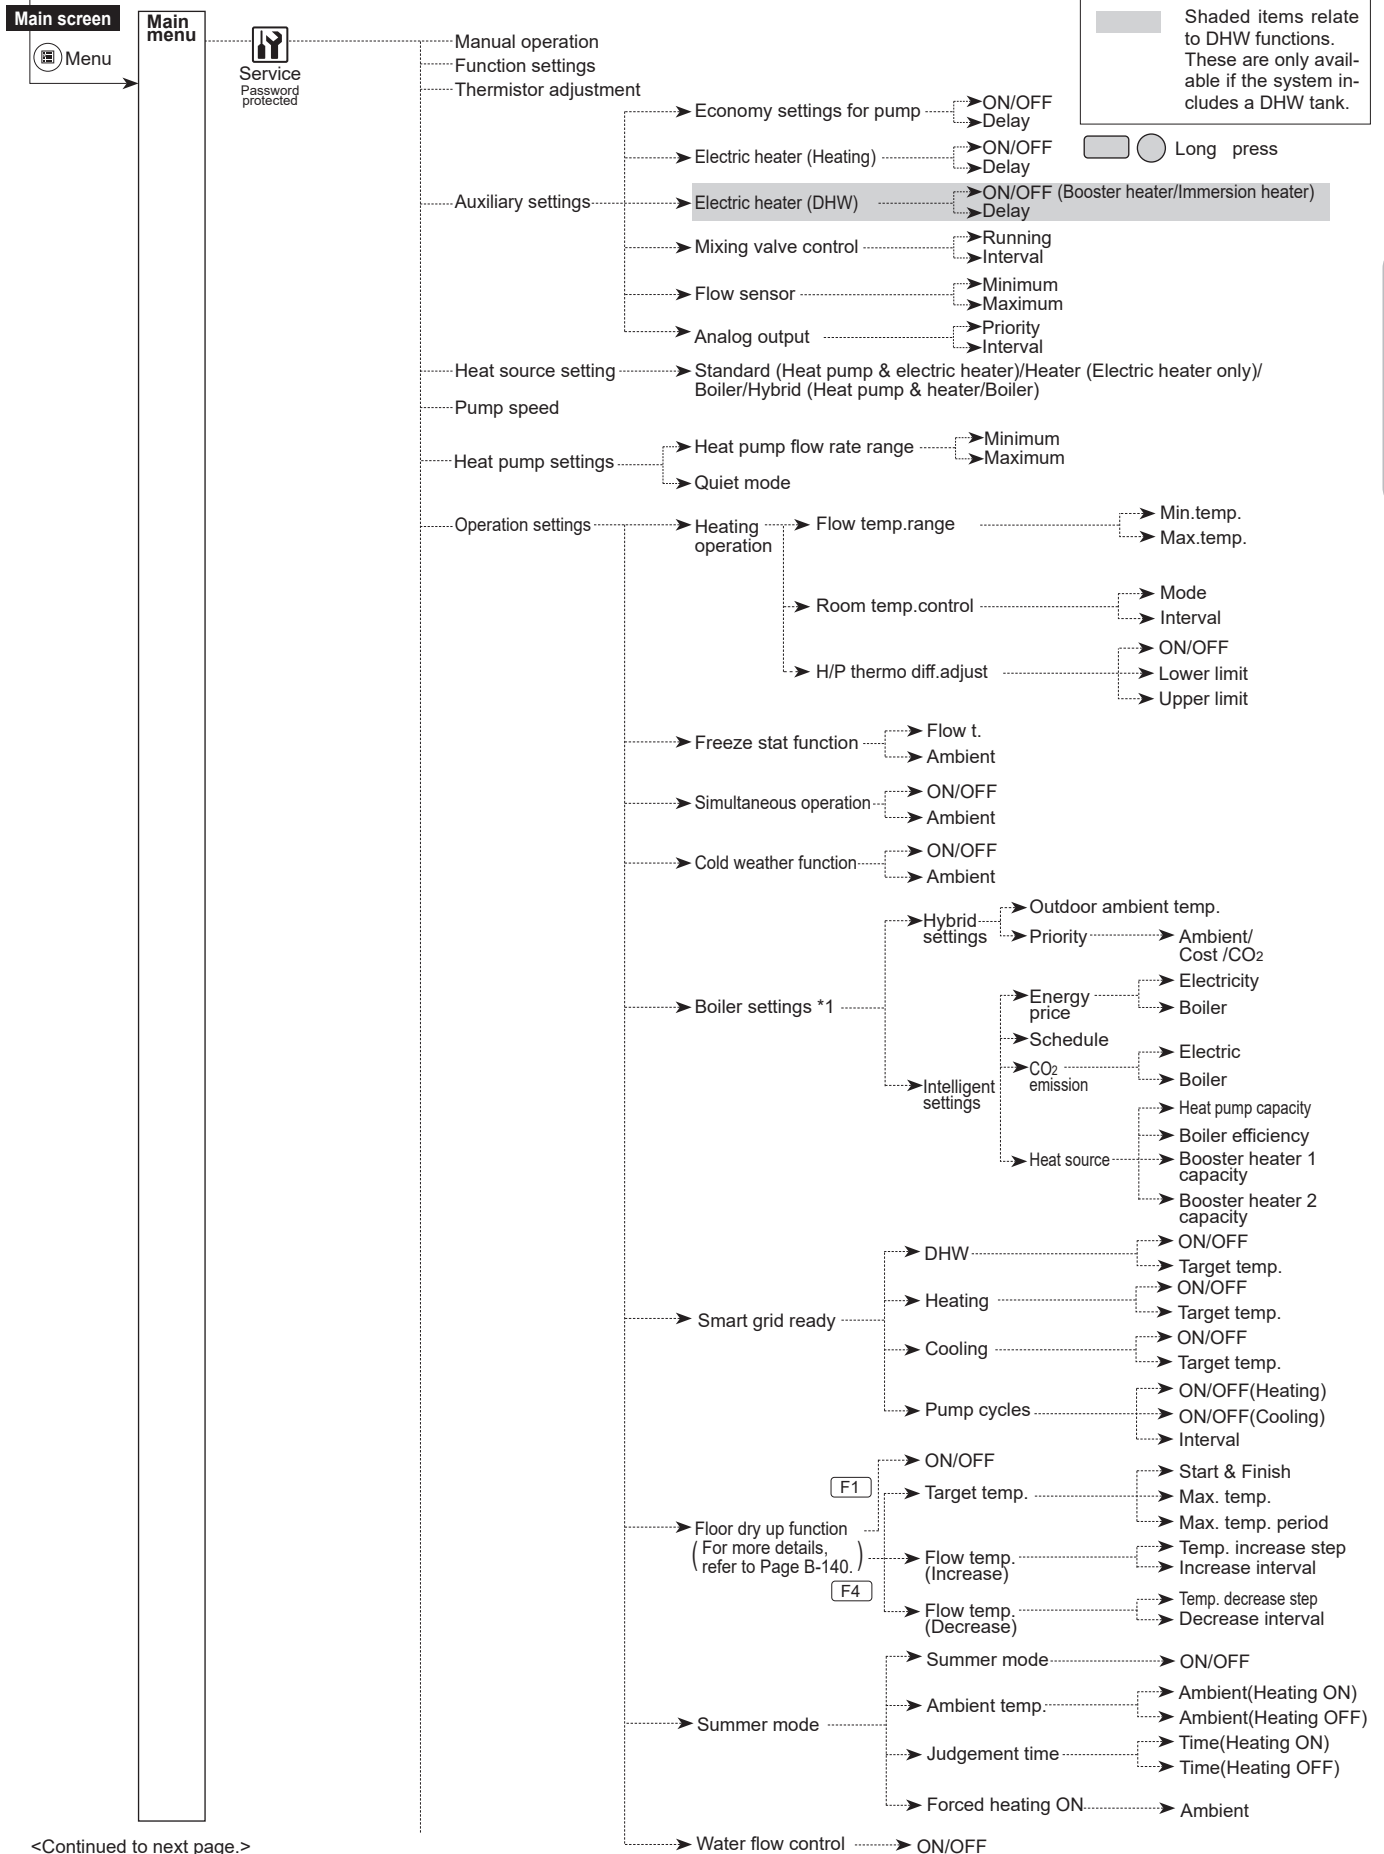 Main screen
Menu
Main
menu
Service
Password
protected
Shaded items relate
to DHW functions.
These are only avail-
able if the system in-
cludes a DHW tank.
Long press
Manual operation
Function settings
Thermistor adjustment
Auxiliary settings
Economy settings for pump
ON/OFF
Delay
Electric heater (Heating)
ON/OFF
Delay
Electric heater (DHW)
ON/OFF (Booster heater/Immersion heater)
Delay
Mixing valve control
Running
Interval
Flow sensor
Minimum
Maximum
Analog output
Priority
Interval
Heat source setting
Standard (Heat pump & electric heater)/Heater (Electric heater only)/
Boiler/Hybrid (Heat pump & heater/Boiler)
Pump speed
Heat pump settings
Heat pump flow rate range
Minimum
Maximum
Quiet mode
Operation settings
Heating
operation
Flow temp.range
Min.temp.
Max.temp.
Room temp.control
Mode
Interval
H/P thermo diff.adjust
ON/OFF
Lower limit
Upper limit
Freeze stat function
Flow t.
Ambient
Simultaneous operation
ON/OFF
Ambient
Cold weather function
ON/OFF
Ambient
Boiler settings *1
Hybrid
settings
Outdoor ambient temp.
Priority
Ambient/
Cost /CO2
Intelligent
settings
Energy
price
Electricity
Boiler
Schedule
CO2
emission
Electric
Boiler
Heat source
Heat pump capacity
Boiler efficiency
Booster heater 1
capacity
Booster heater 2
capacity
Smart grid ready
DHW
ON/OFF
Target temp.
Heating
ON/OFF
Target temp.
Cooling
ON/OFF
Target temp.
Pump cycles
ON/OFF(Heating)
ON/OFF(Cooling)
Interval
Floor dry up function
(For more details,
refer to Page B-140.)
F1
F4
ON/OFF
Target temp.
Start & Finish
Max. temp.
Max. temp. period
Flow temp.
(Increase)
Temp. increase step
Increase interval
Flow temp.
(Decrease)
Temp. decrease step
Decrease interval
Summer mode
Summer mode
ON/OFF
Ambient temp.
Ambient(Heating ON)
Ambient(Heating OFF)
Judgement time
Time(Heating ON)
Time(Heating OFF)
Forced heating ON
Ambient
Water flow control
ON/OFF
<Continued to next page.>